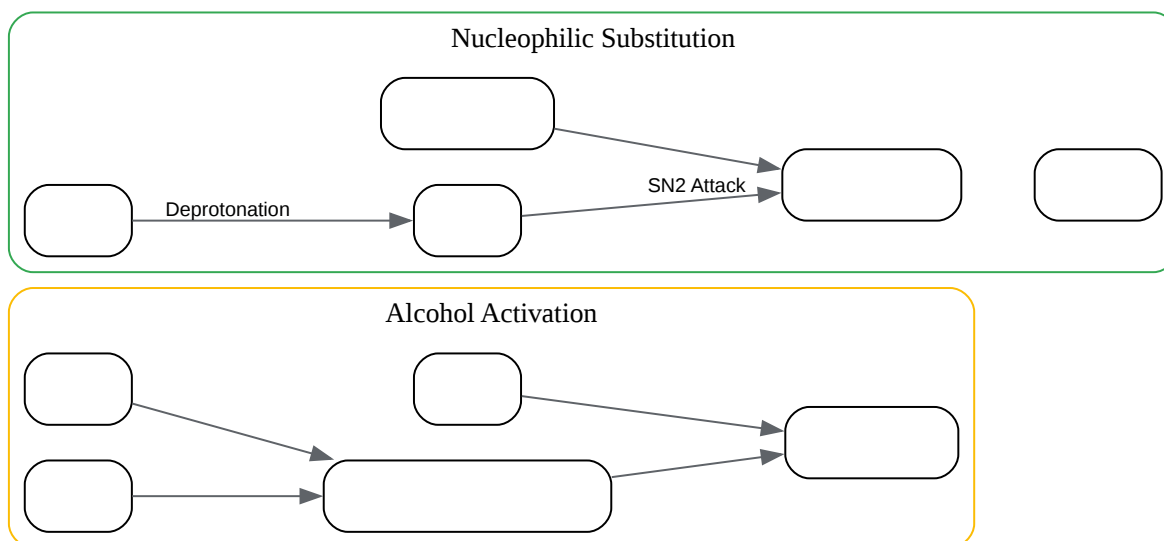 Nucleophilic Substitution
SN2 Attack
Deprotonation
Alcohol Activation